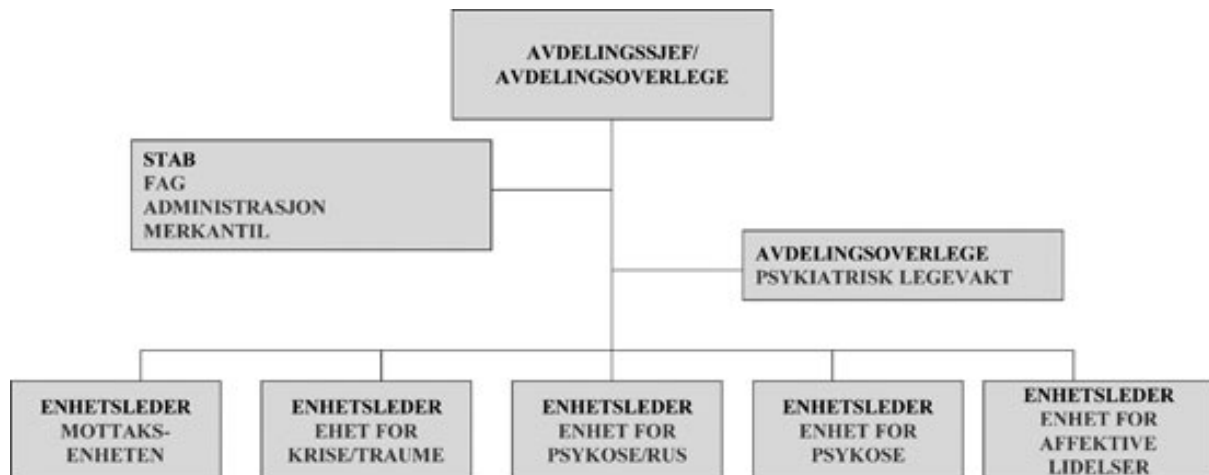 AVDELINGSSJEF/
AVDELINGSOVERLEGE
STAB
FAG
ADMINISTRASJON
MERKANTIL
AVDELINGSOVERLEGE
PSYKIATRISK LEGEVAKT
ENHETSLEDER
MOTTAKS-
ENHETEN
ENHETSLEDER
EHET FOR
KRISE/TRAUME
ENHETSLEDER
ENHET FOR
PSYKOSE/RUS
ENHETSLEDER
ENHET FOR
PSYKOSE
ENHETSLEDER
ENHET FOR
AFFEKTIVE
LIDELSER